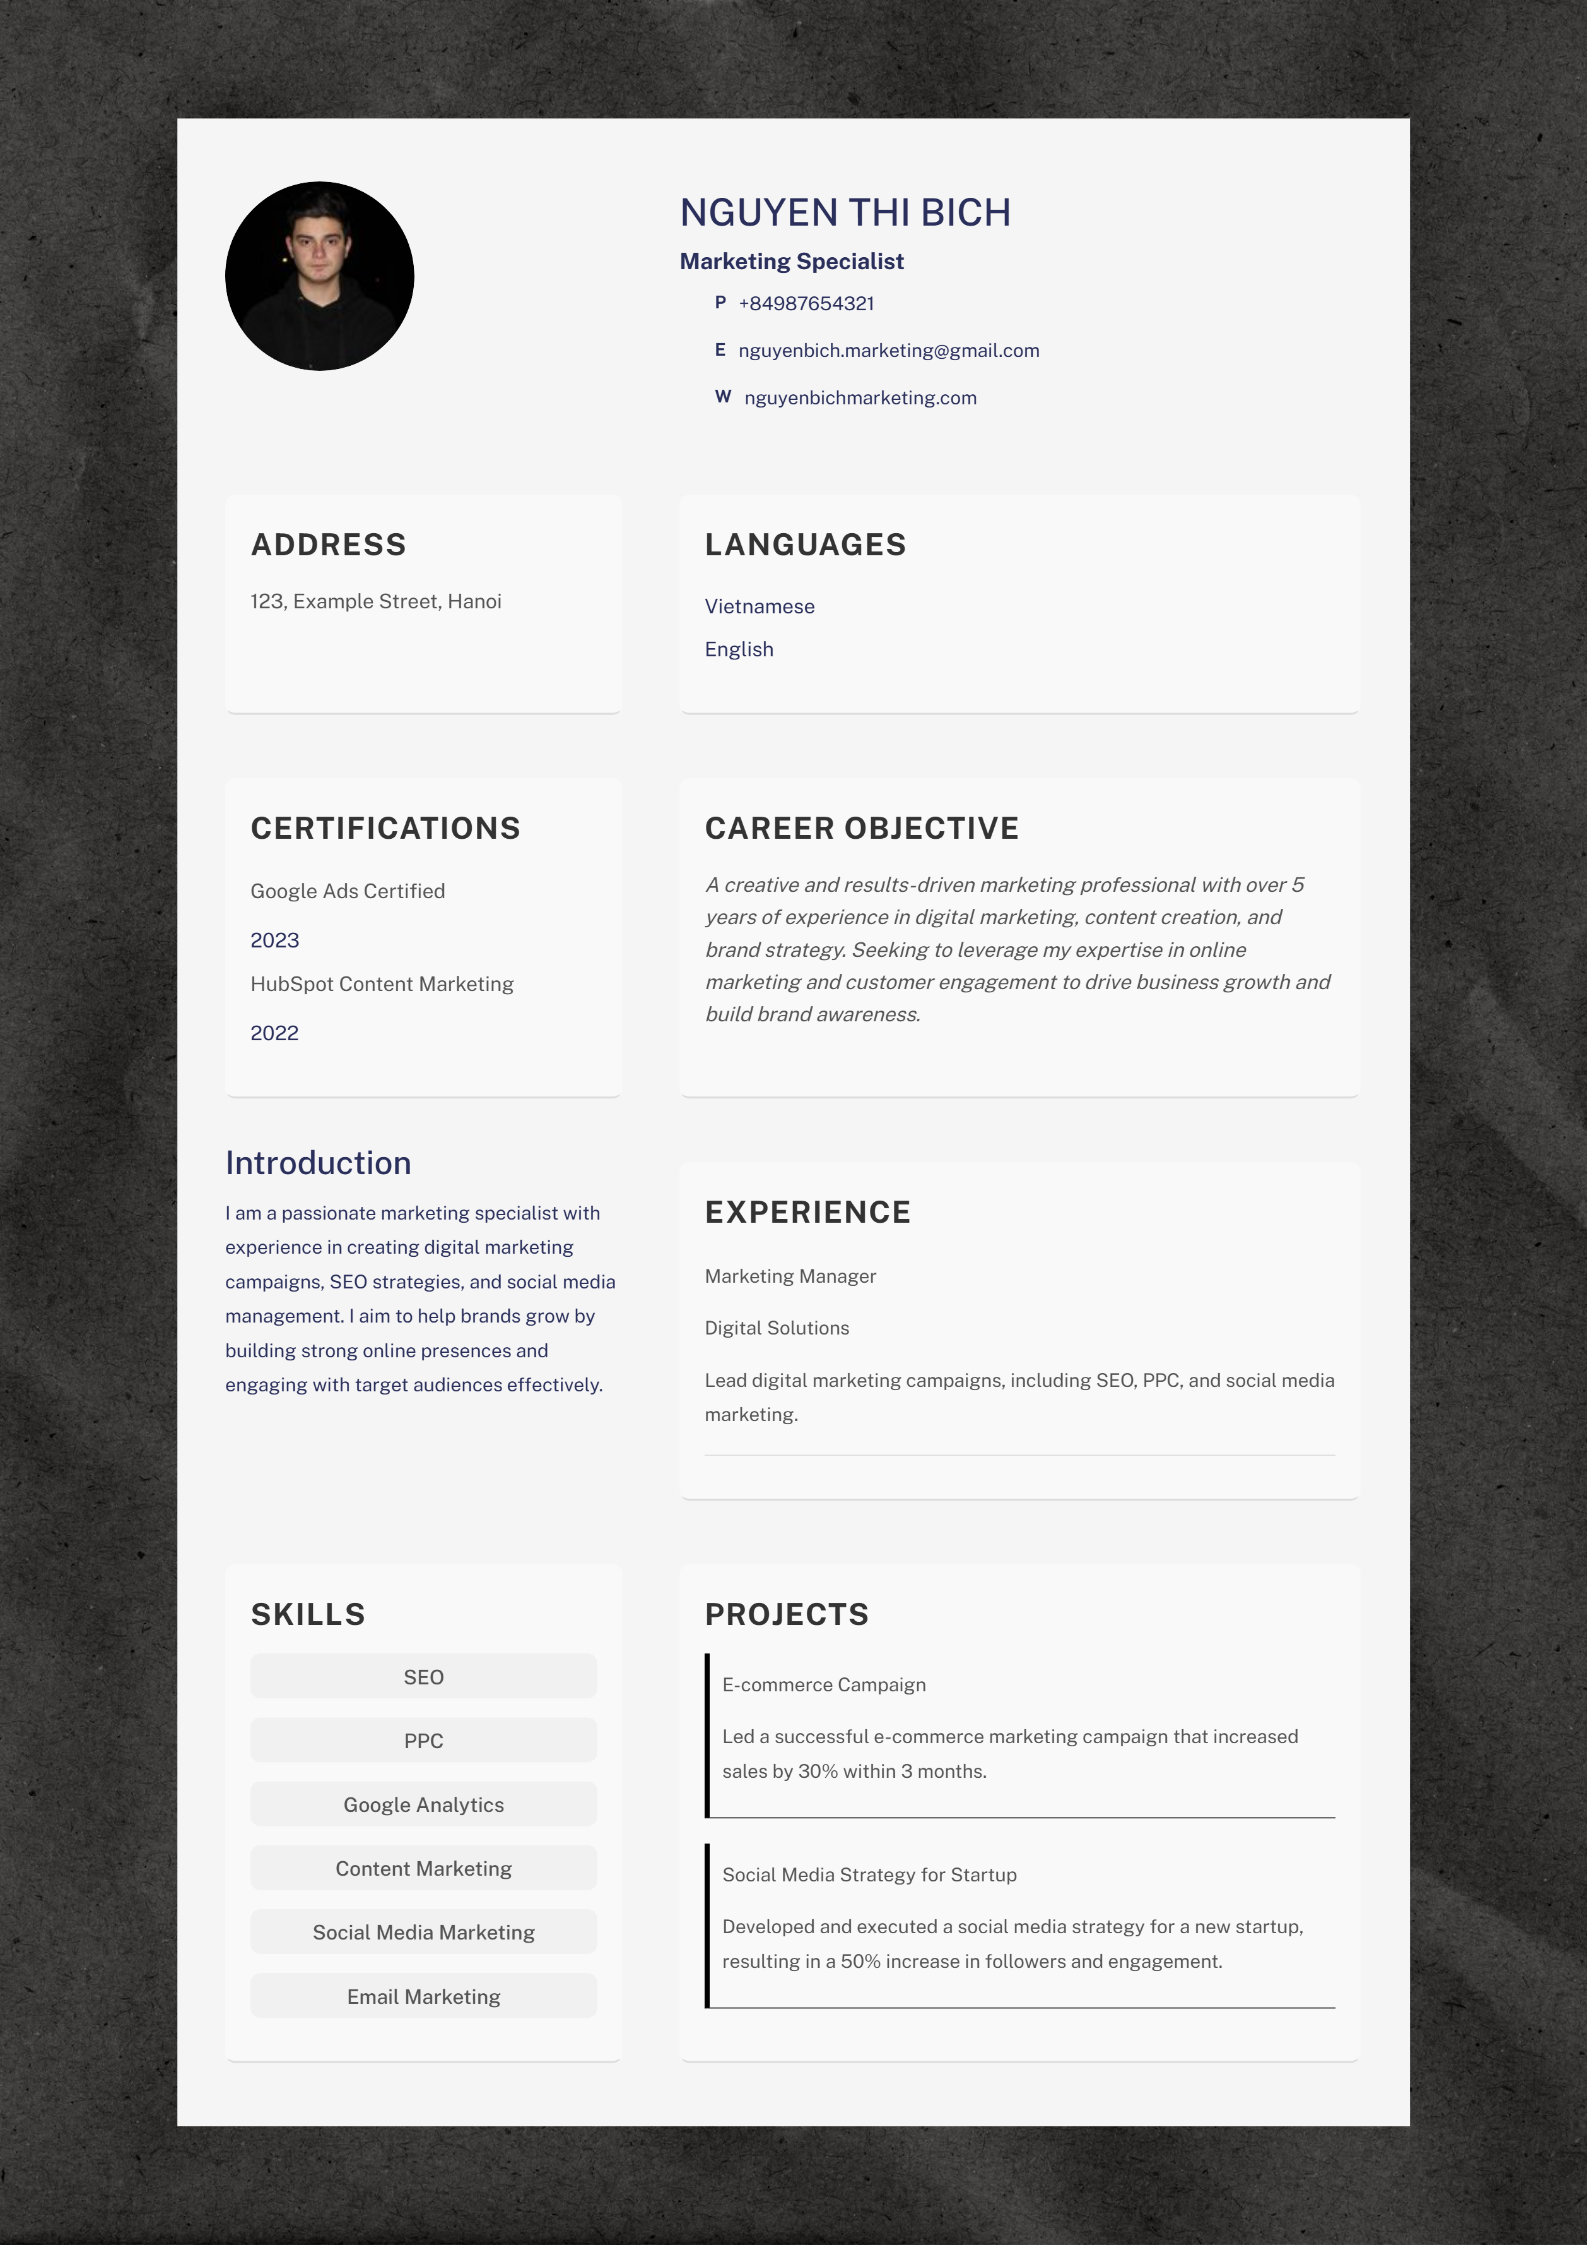 NGUYEN THI BICH
Marketing Specialist
P +84987654321
E nguyenbich.marketing@gmail.com
W nguyenbichmarketing.com
ADDRESS
123, Example Street, Hanoi
LANGUAGES
Vietnamese
English
CERTIFICATIONS
Google Ads Certified
2023
HubSpot Content Marketing
2022
CAREER OBJECTIVE
A creative and results-driven marketing professional with over 5
years of experience in digital marketing, content creation, and
brand strategy. Seeking to leverage my expertise in online
marketing and customer engagement to drive business growth and
build brand awareness.
Introduction
I am a passionate marketing specialist with
experience in creating digital marketing
campaigns, SEO strategies, and social media
management. I aim to help brands grow by
building strong online presences and
engaging with target audiences effectively.
EXPERIENCE
Marketing Manager
Digital Solutions
Lead digital marketing campaigns, including SEO, PPC, and social media
marketing.
SKILLS
SEO
PPC
Google Analytics
Content Marketing
Social Media Marketing
Email Marketing
PROJECTS
E-commerce Campaign
Led a successful e-commerce marketing campaign that increased
sales by 30% within 3 months.
Social Media Strategy for Startup
Developed and executed a social media strategy for a new startup,
resulting in a 50% increase in followers and engagement.